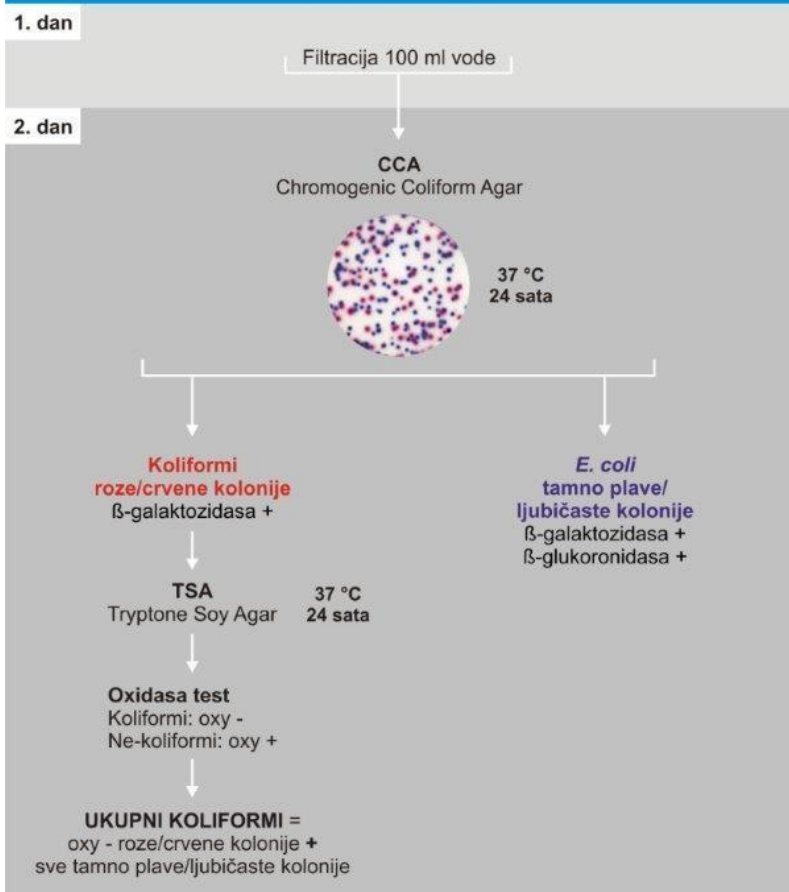 1. dan
Filtracija 100 ml vode
2. dan
CCA
Chromogenic Coliform Agar
37 °C
24 sata
Koliformi
roze/crvene kolonije
ß-galaktozidasa +
E. coli
tamno plave/
ljubičaste kolonije
ß-galaktozidasa +
ß-glukoronidasa +
TSA
Tryptone Soy Agar
37 °C
24 sata
Oxidasa test
Koliformi: oxy -
Ne-koliformi: oxy +
UKUPNI KOLIFORMI =
oxy - roze/crvene kolonije +
sve tamno plave/ljubičaste kolonije